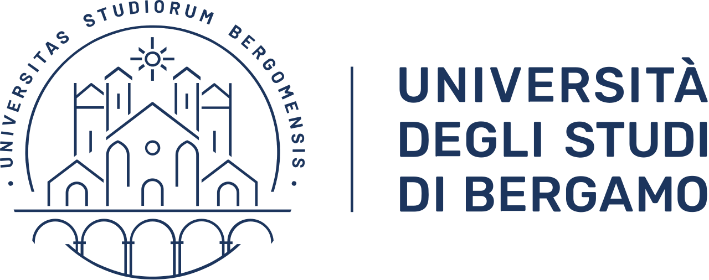 · UNIVERSITAS STUDIORUM BERGOMENSIS ·
UNIVERSITÀ
DEGLI STUDI
DI BERGAMO